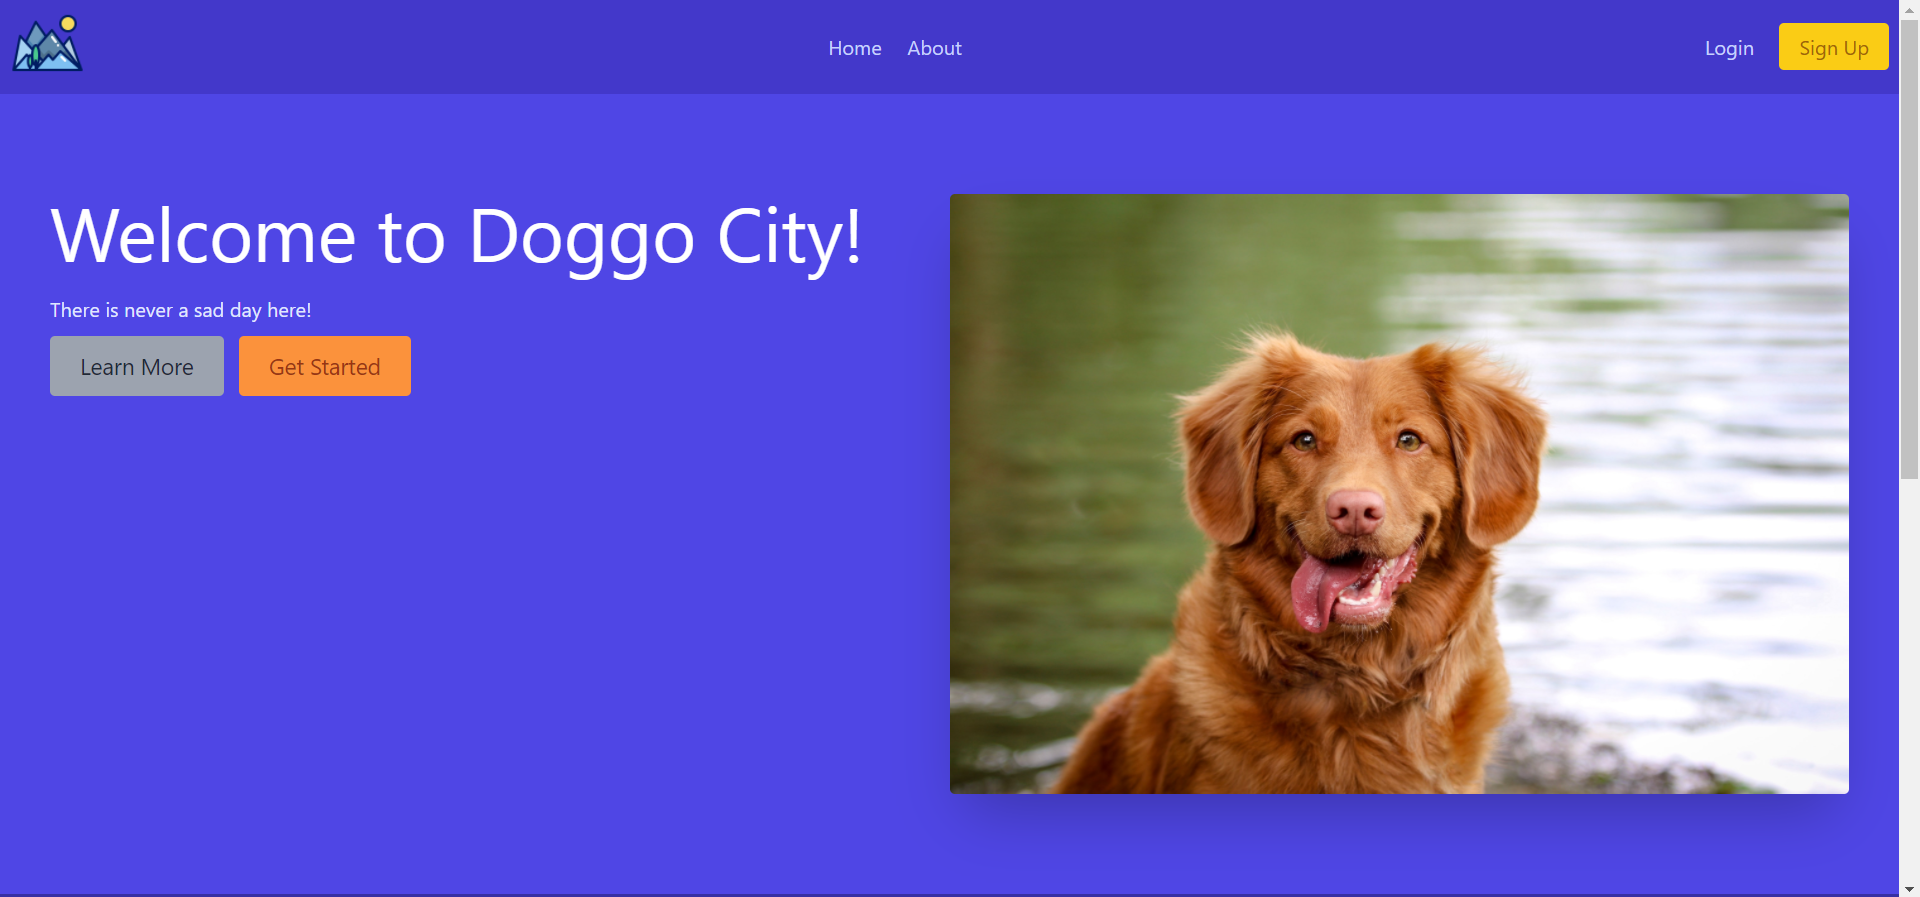 Home About Login Sign Up
Welcome to Doggo City!
There is never a sad day here!
Learn More Get Started